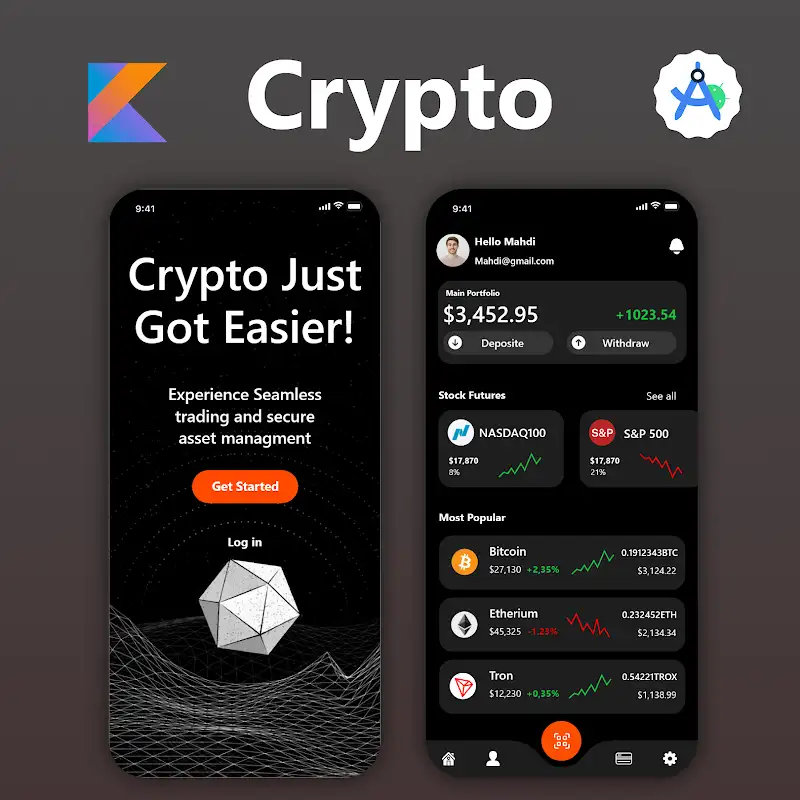 Crypto
9:41
Crypto Just
Got Easier!
Experience Seamless
trading and secure
asset managment
Get Started
Log in
9:41
Hello Mahdi
Mahdi@gmail.com
Main Portfolio
$3,452.95
+1023.54
Deposite
Withdraw
Stock Futures
See all
NASDAQ100
$17,870
8%
S&P
S&P 500
$17,870
21%
Most Popular
Bitcoin
0.1912343BTC
$27,130 +2,35%
$3,124.22
Etherium
0.232452ETH
$45,325 -1.23%
$2,134.34
Tron
0.54221TROX
$12,230 +0,35%
$1,138.99